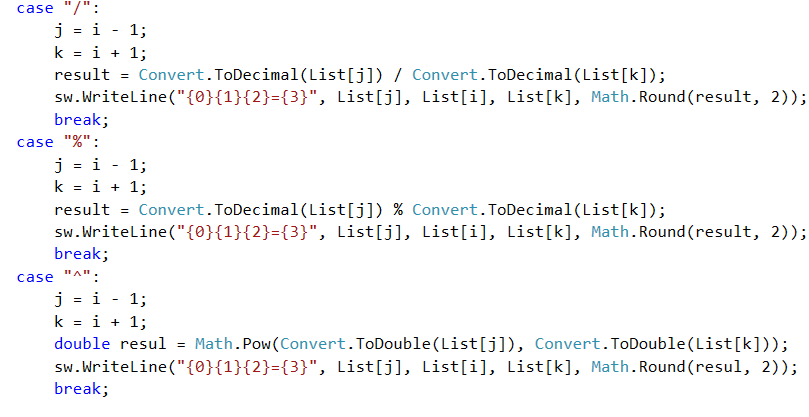 case "/":
    j = i - 1;
    k = i + 1;
    result = Convert.ToDecimal(List[j]) / Convert.ToDecimal(List[k]);
    sw.WriteLine("{0}{1}{2}={3}", List[j], List[i], List[k], Math.Round(result, 2));
    break;
case "%":
    j = i - 1;
    k = i + 1;
    result = Convert.ToDecimal(List[j]) % Convert.ToDecimal(List[k]);
    sw.WriteLine("{0}{1}{2}={3}", List[j], List[i], List[k], Math.Round(result, 2));
    break;
case "^":
    j = i - 1;
    k = i + 1;
    double resul = Math.Pow(Convert.ToDouble(List[j]), Convert.ToDouble(List[k]));
    sw.WriteLine("{0}{1}{2}={3}", List[j], List[i], List[k], Math.Round(resul, 2));
    break;